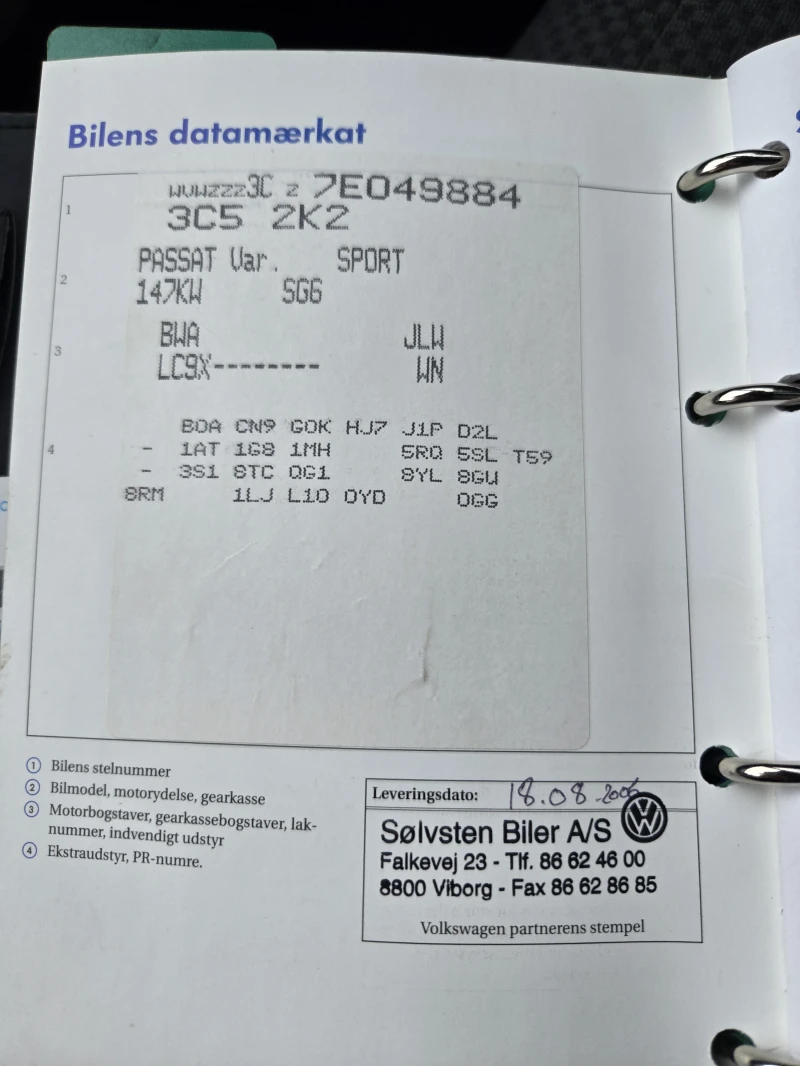 Bilens datamærkat
1
WVWZZZ3C Z 7E049884
3C5 2K2
PASSAT Var. SPORT
2
147KW SG6
3
BWA JLW
LC9X-------- WN
4
B0A CN9 G0K HJ7 J1P D2L
- 1AT 1G8 1MH 5RQ 5SL T59
- 3S1 8TC QG1 8YL 8GU
8RM 1LJ L10 0YD 0GG
1 Bilens stelnummer
2 Bilmodel, motorydelse, gearkasse
3 Motorbogstaver, gearkassebogstaver, lak-
nummer, indvendigt udstyr
4 Ekstraudstyr, PR-numre.
Leveringsdato: 18.08-2006
Sølvsten Biler A/S
Falkevej 23 - Tlf. 86 62 46 00
8800 Viborg - Fax 86 62 86 85
Volkswagen partnerens stempel